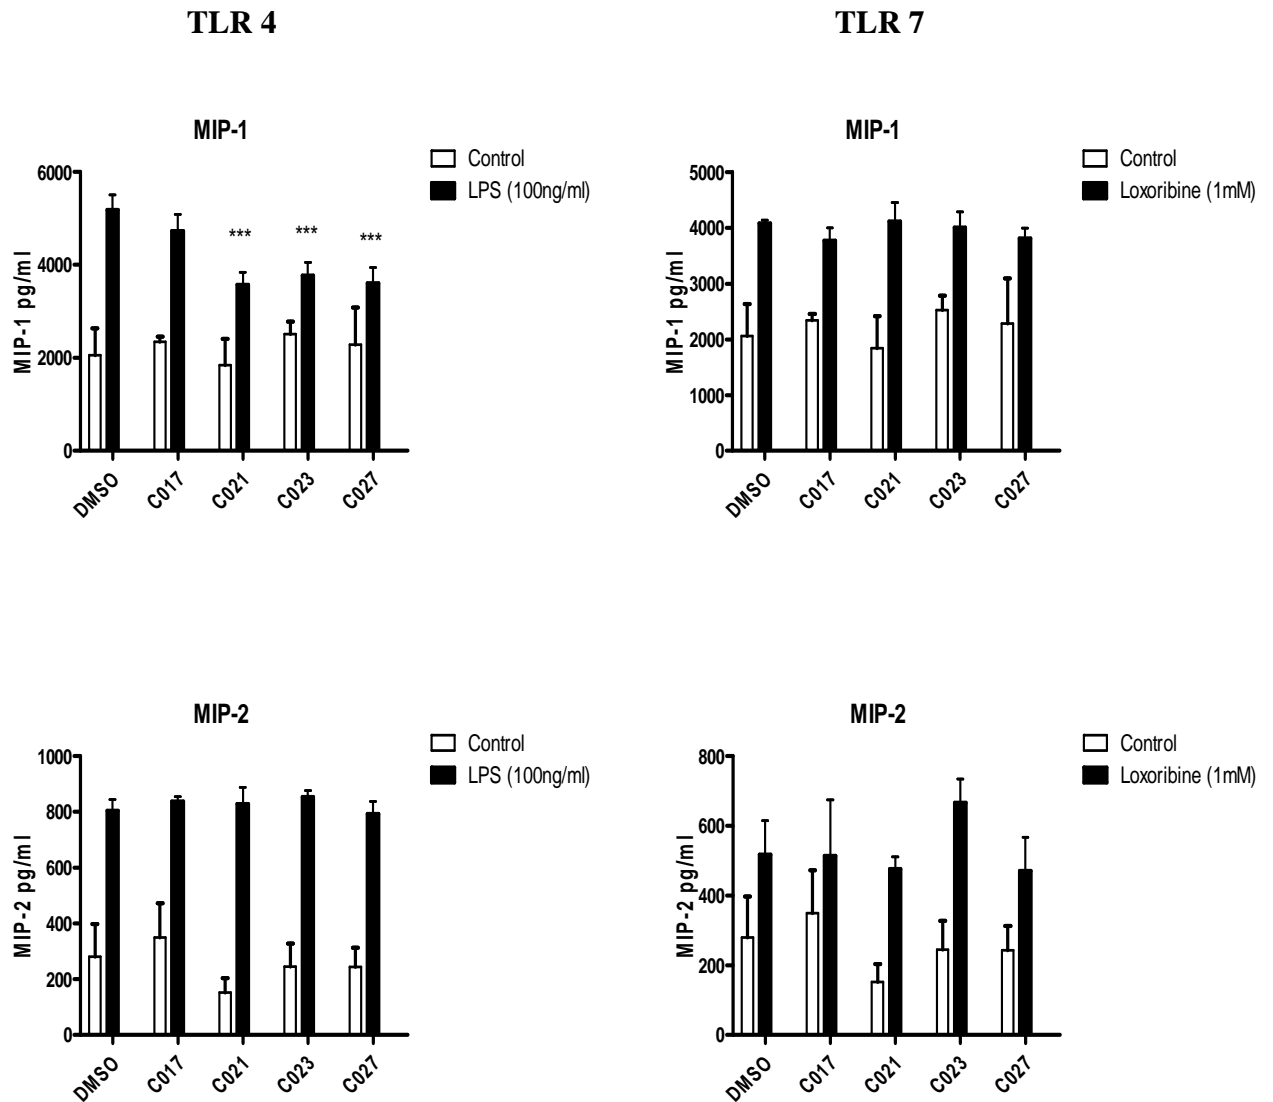 TLR 4
TLR 7
MIP-1
Control
LPS (100ng/ml)
MIP-1 pg/ml
6000
4000
2000
0
***
***
***
DMSO
C017
C021
C023
C027
MIP-1
Control
Loxoribine (1mM)
MIP-1 pg/ml
5000
4000
3000
2000
1000
0
DMSO
C017
C021
C023
C027
MIP-2
Control
LPS (100ng/ml)
MIP-2 pg/ml
1000
800
600
400
200
0
DMSO
C017
C021
C023
C027
MIP-2
Control
Loxoribine (1mM)
MIP-2 pg/ml
800
600
400
200
0
DMSO
C017
C021
C023
C027